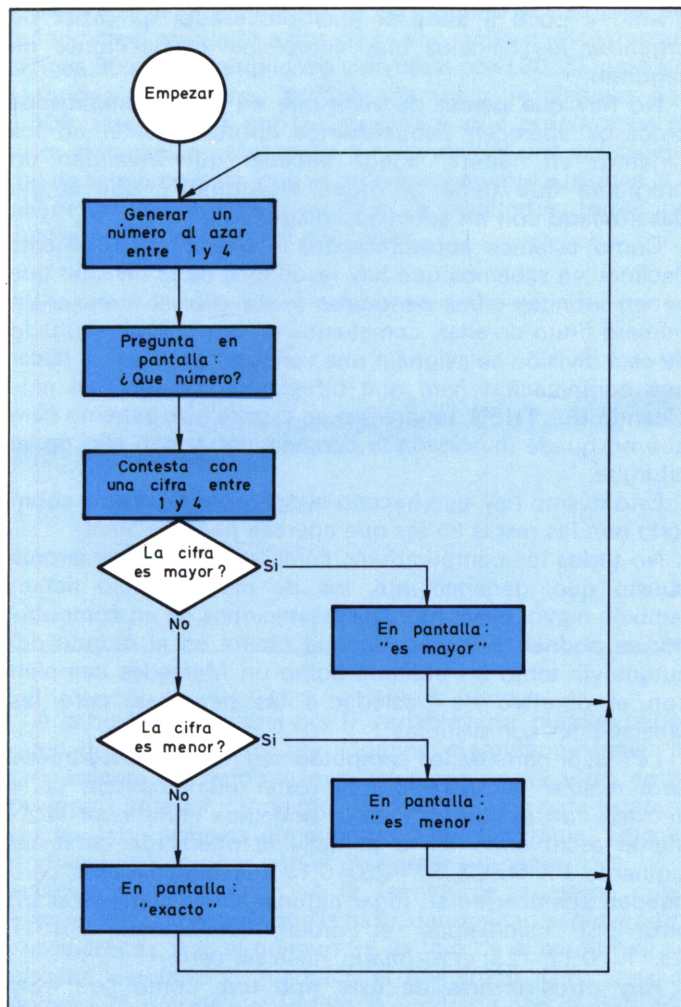 Empezar
Generar un
número al azar
entre 1 y 4
Pregunta en
pantalla:
¿Que número?
Contesta con
una cifra entre
1 y 4
La cifra
es mayor?
Si
No
En pantalla:
"es mayor"
La cifra
es menor?
Si
No
En pantalla:
"es menor"
En pantalla:
"exacto"